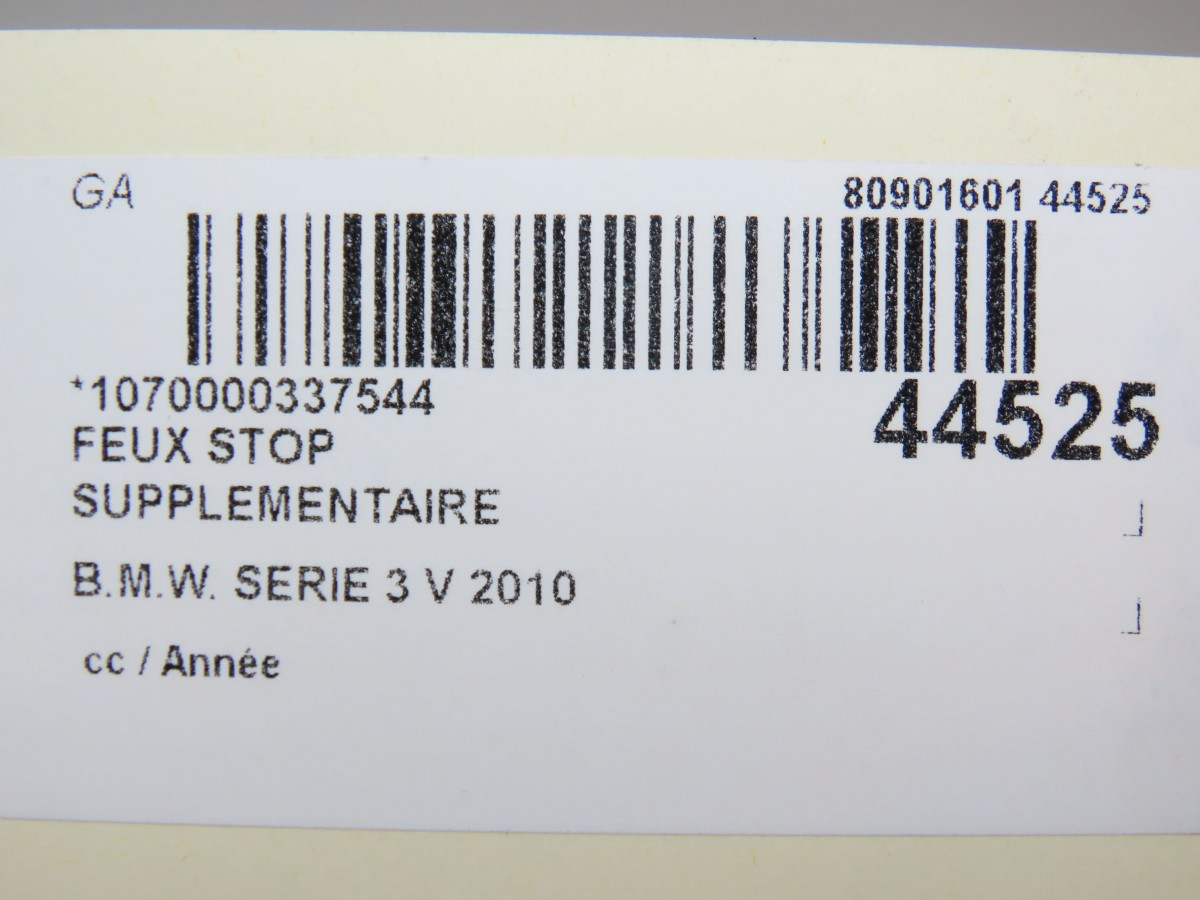 GA
80901601 44525
*1070000337544
44525
FEUX STOP
SUPPLEMENTAIRE
B.M.W. SERIE 3 V 2010
cc / Année